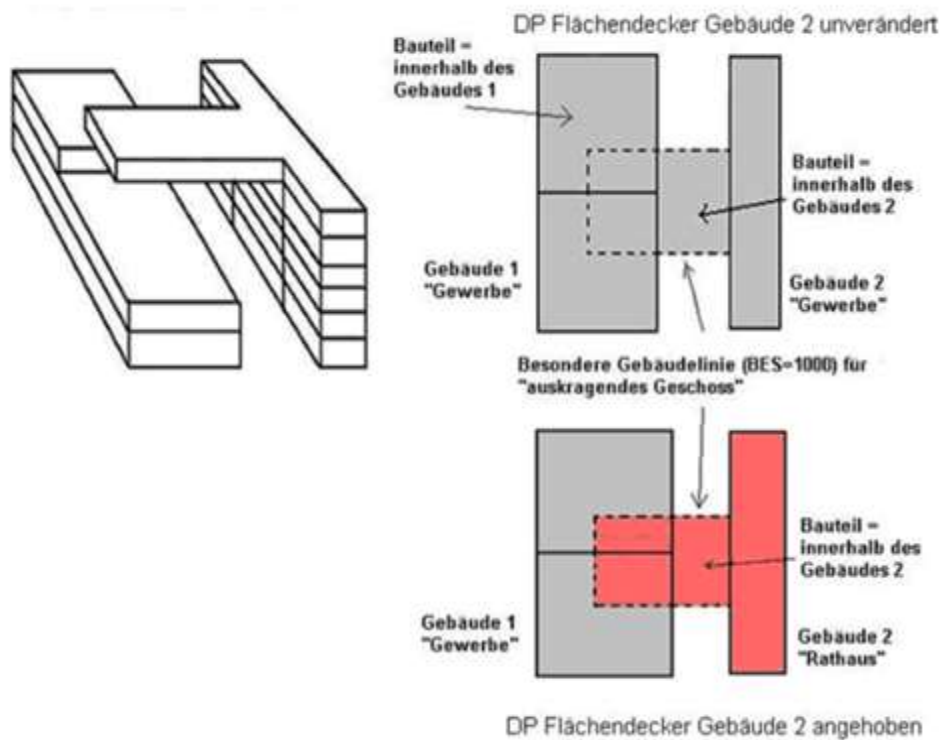 DP Flächendecker Gebäude 2 unverändert
Bauteil =
innerhalb des
Gebäudes 1
Bauteil =
innerhalb des
Gebäudes 2
Gebäude 1
"Gewerbe"
Gebäude 2
"Gewerbe"
Besondere Gebäudelinie (BES=1000) für
"auskragendes Geschoss"
Bauteil =
innerhalb des
Gebäudes 2
Gebäude 1
"Gewerbe"
Gebäude 2
"Rathaus"
DP Flächendecker Gebäude 2 angehoben